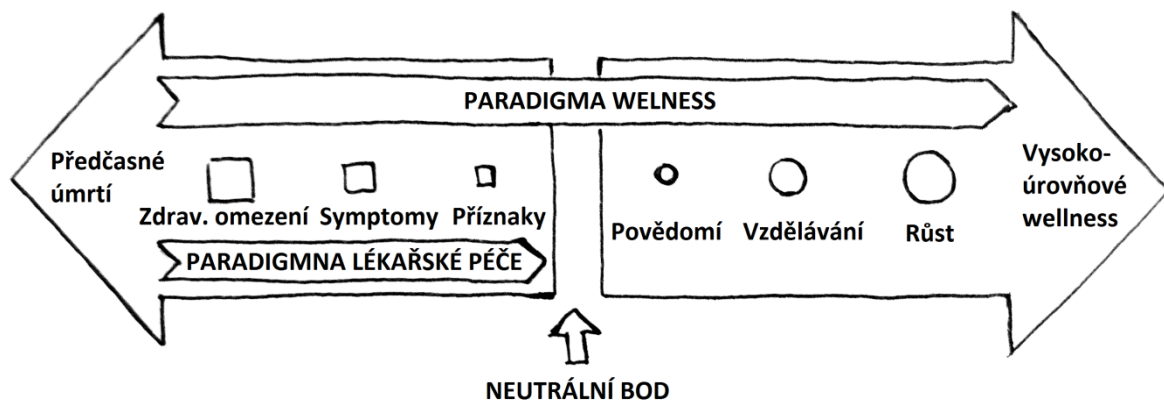 PARADIGMA WELNESS
Předčasné
úmrtí
Zdrav. omezení Symptomy Příznaky
PARADIGMNA LÉKAŘSKÉ PÉČE
Povědomí Vzdělávání Růst
Vysoko-
úrovňové
wellness
NEUTRÁLNÍ BOD